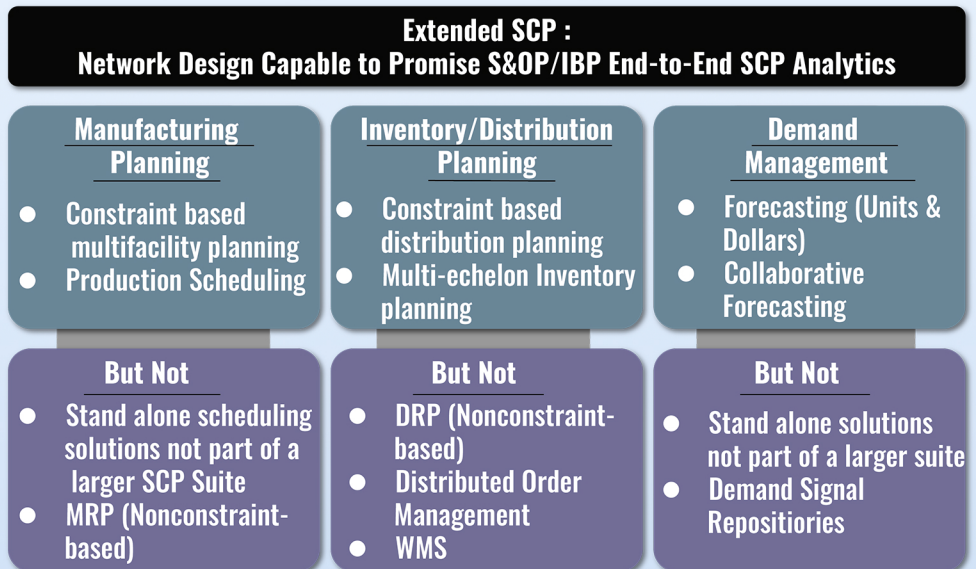 Extended SCP :
Network Design Capable to Promise S&OP/IBP End-to-End SCP Analytics
Manufacturing
Planning
● Constraint based
multifacility planning
● Production Scheduling
Inventory/Distribution
Planning
● Constraint based
distribution planning
● Multi-echelon Inventory
planning
Demand
Management
● Forecasting (Units &
Dollars)
● Collaborative
Forecasting
But Not
● Stand alone scheduling
solutions not part of a
larger SCP Suite
● MRP (Nonconstraint-
based)
But Not
● DRP (Nonconstraint-
based)
● Distributed Order
Management
● WMS
But Not
● Stand alone solutions
not part of a larger suite
● Demand Signal
Repositiories